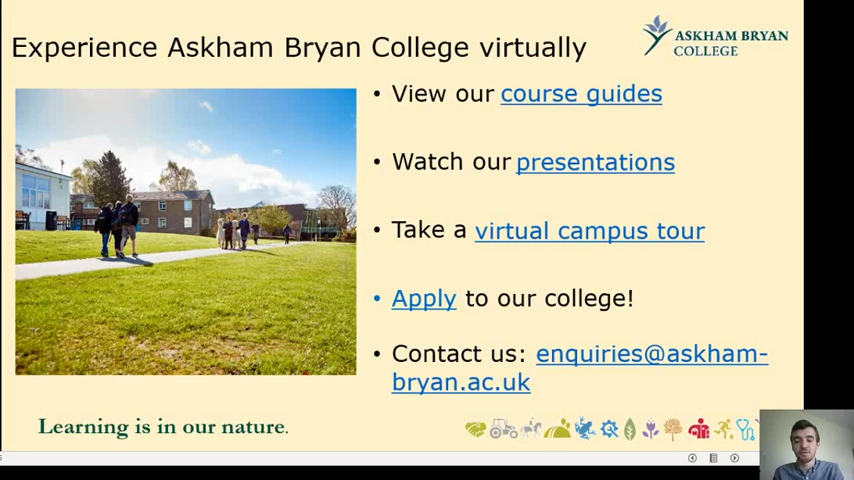 Experience Askham Bryan College virtually
ASKHAM BRYAN
COLLEGE
• View our course guides
• Watch our presentations
• Take a virtual campus tour
• Apply to our college!
• Contact us: enquiries@askham-
bryan.ac.uk
Learning is in our nature.